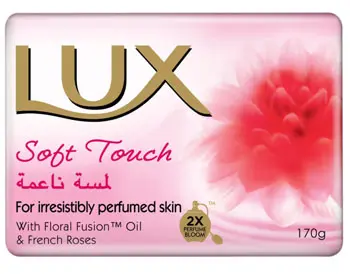 LUX
Soft Touch
لمسة ناعمة
For irresistibly perfumed skin
With Floral Fusion™ Oil
& French Roses
2X
PERFUME
BLOOM
170g